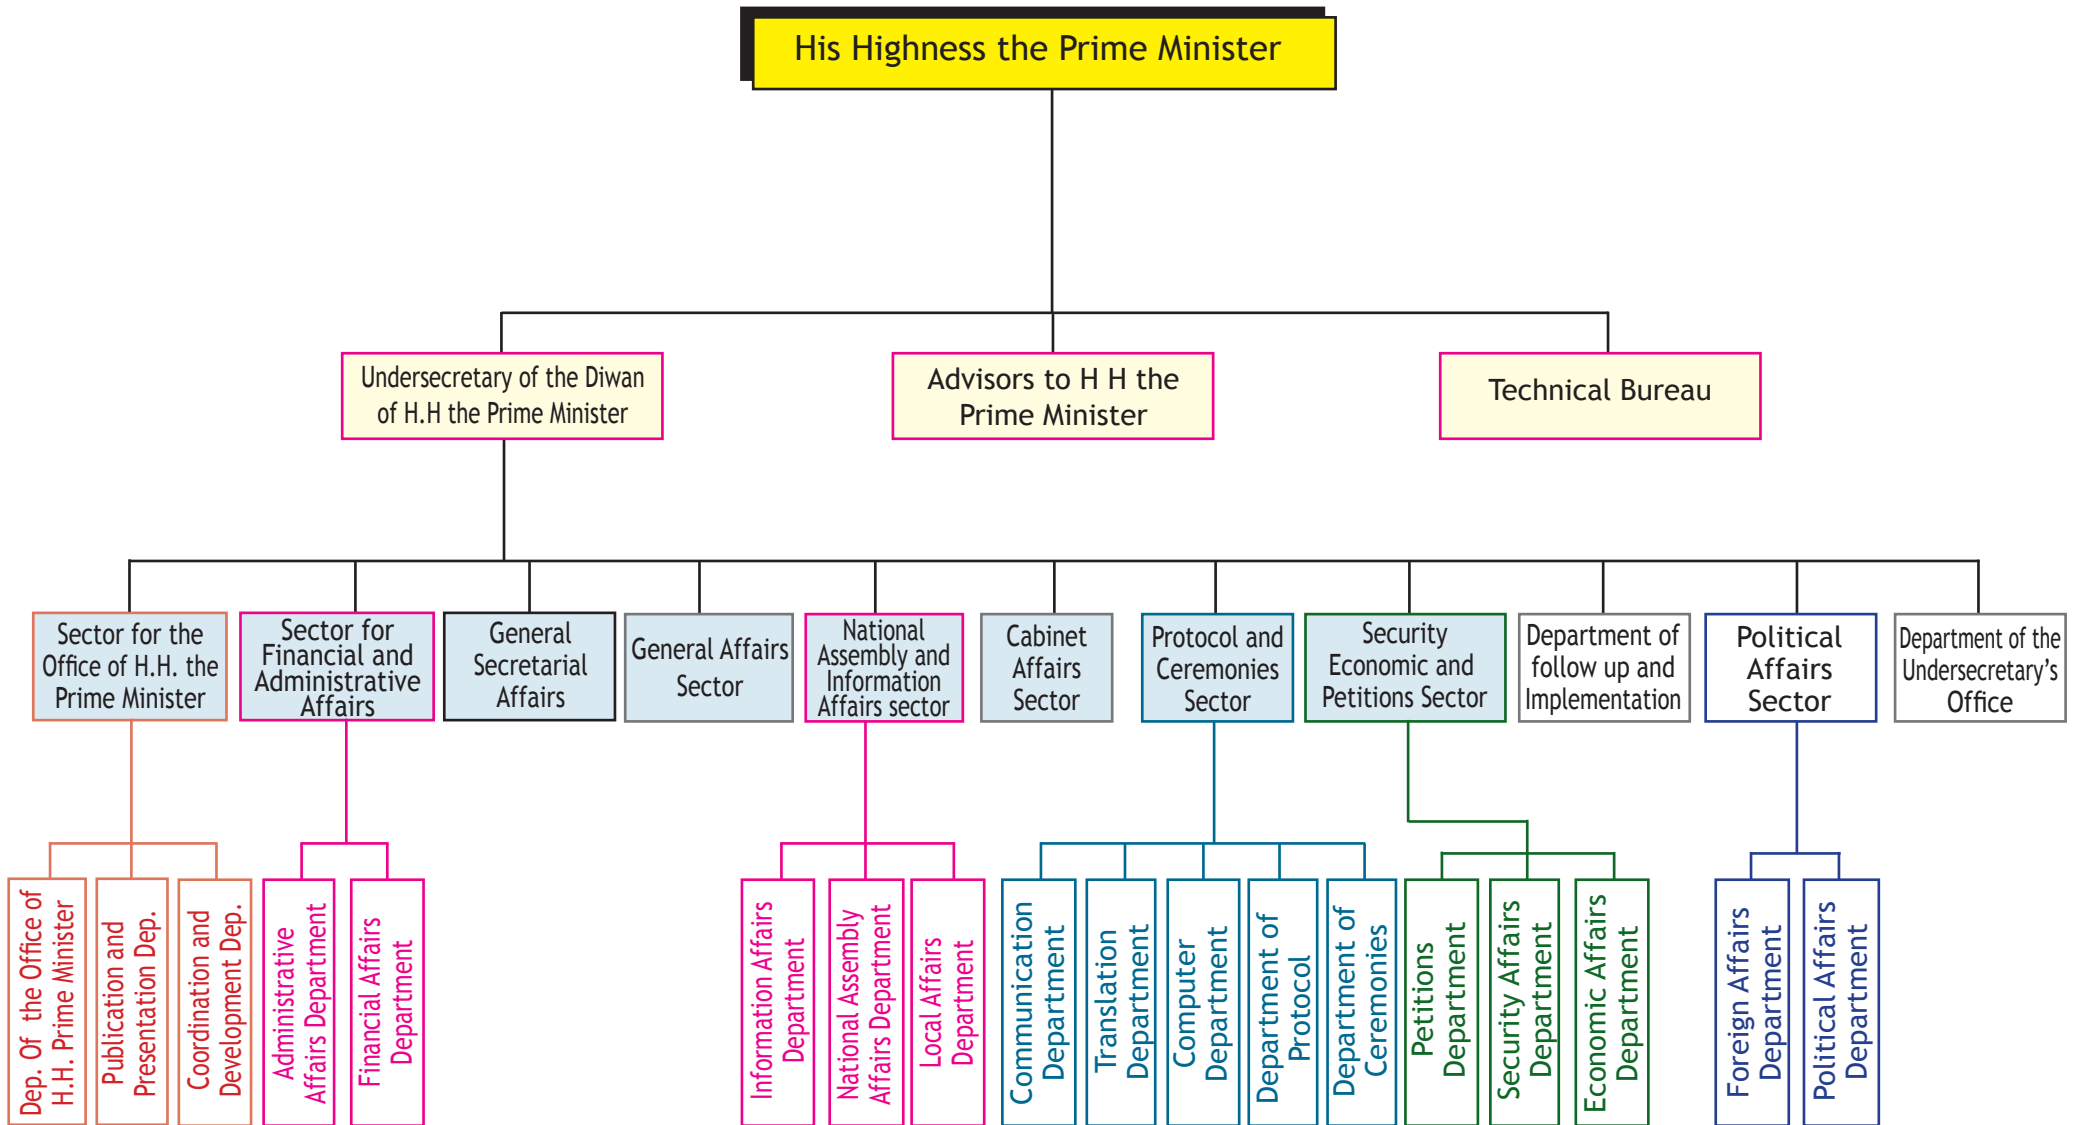 His Highness the Prime Minister
Undersecretary of the Diwan
of H.H the Prime Minister
Advisors to H H the
Prime Minister
Technical Bureau
Sector for the
Office of H.H. the
Prime Minister
Sector for
Financial and
Administrative
Affairs
General
Secretarial
Affairs
General Affairs
Sector
National
Assembly and
Information
Affairs sector
Cabinet
Affairs
Sector
Protocol and
Ceremonies
Sector
Security
Economic and
Petitions Sector
Department of
follow up and
Implementation
Political
Affairs
Sector
Department of the
Undersecretary’s
Office
Dep. Of the Office of
H.H. Prime Minister
Publication and
Presentation Dep.
Coordination and
Development Dep.
Administrative
Affairs Department
Financial Affairs
Department
Information Affairs
Department
National Assembly
Affairs Department
Local Affairs
Department
Communication
Department
Translation
Department
Computer
Department
Department of
Protocol
Department of
Ceremonies
Petitions
Department
Security Affairs
Department
Economic Affairs
Department
Foreign Affairs
Department
Political Affairs
Department